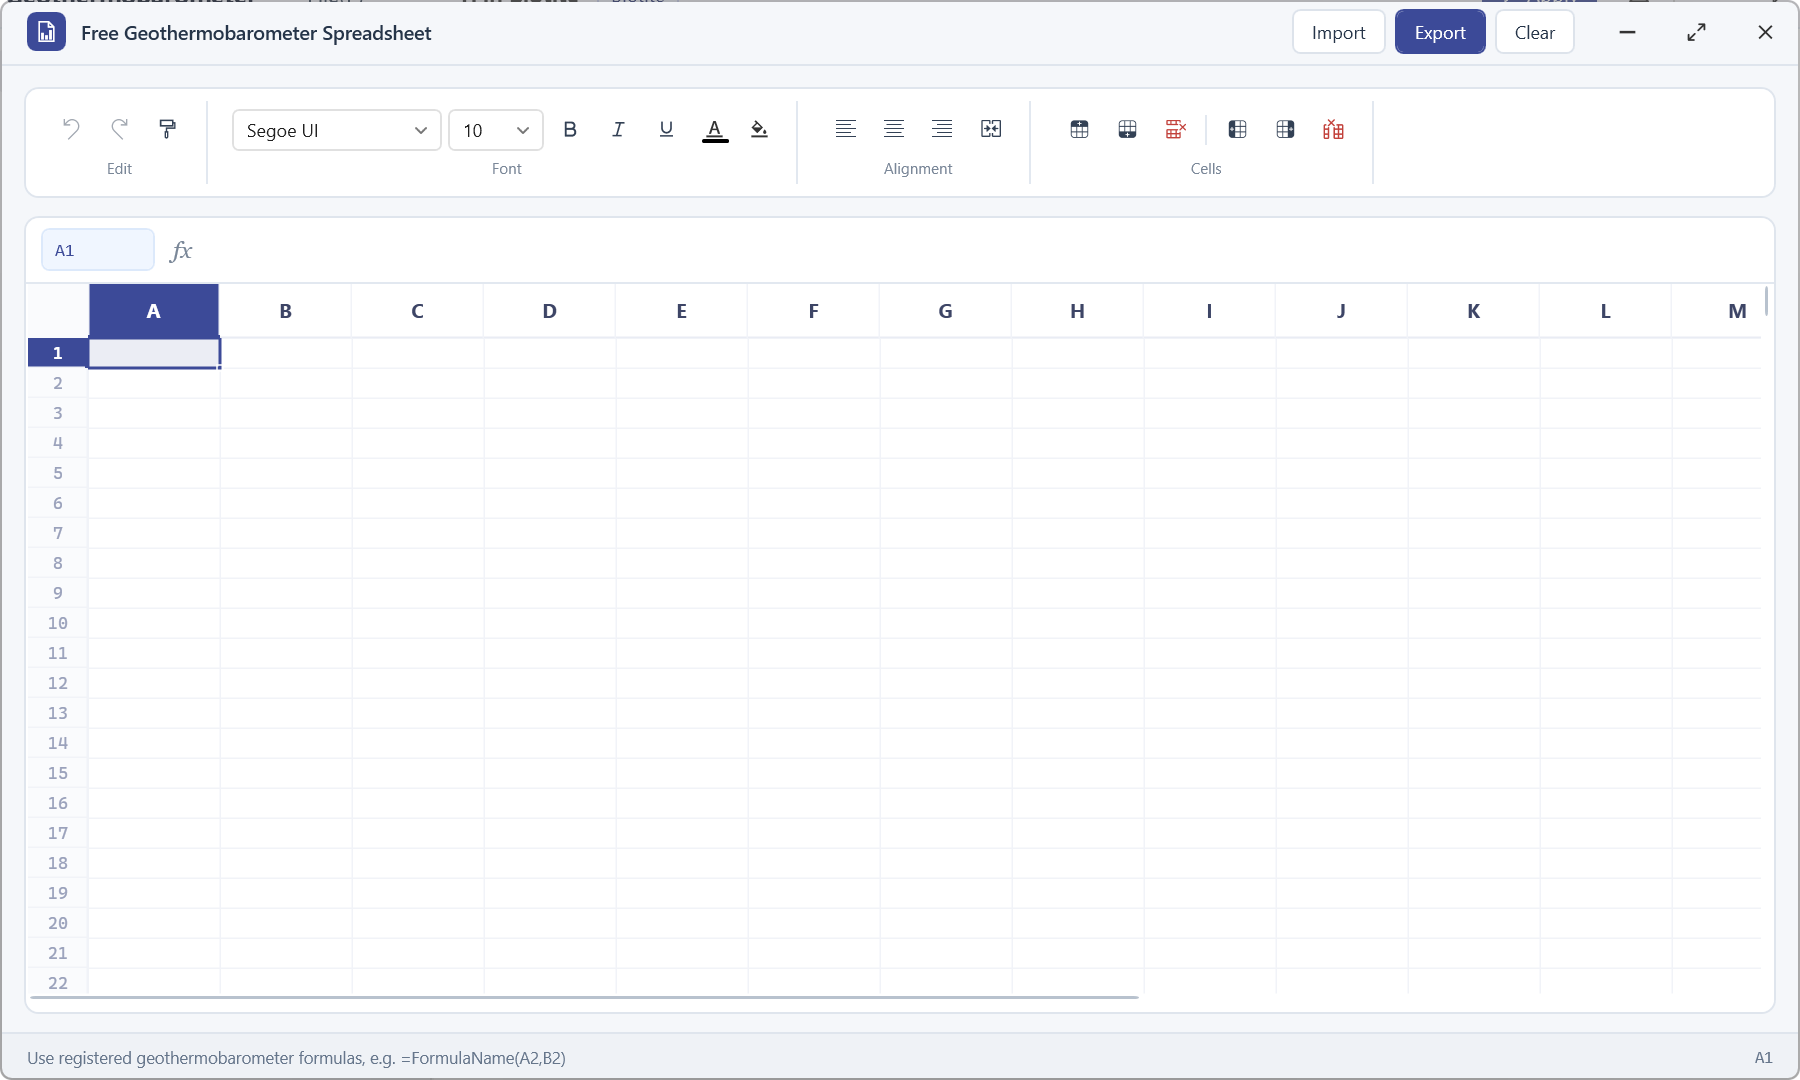 Free Geothermobarometer Spreadsheet
Import
Export
Clear
Segoe UI
10
B
I
U
A
Edit
Font
Alignment
Cells
A1
fx
A B C D E F G H I J K L M
1
2
3
4
5
6
7
8
9
10
11
12
13
14
15
16
17
18
19
20
21
22
Use registered geothermobarometer formulas, e.g. =FormulaName(A2,B2)
A1